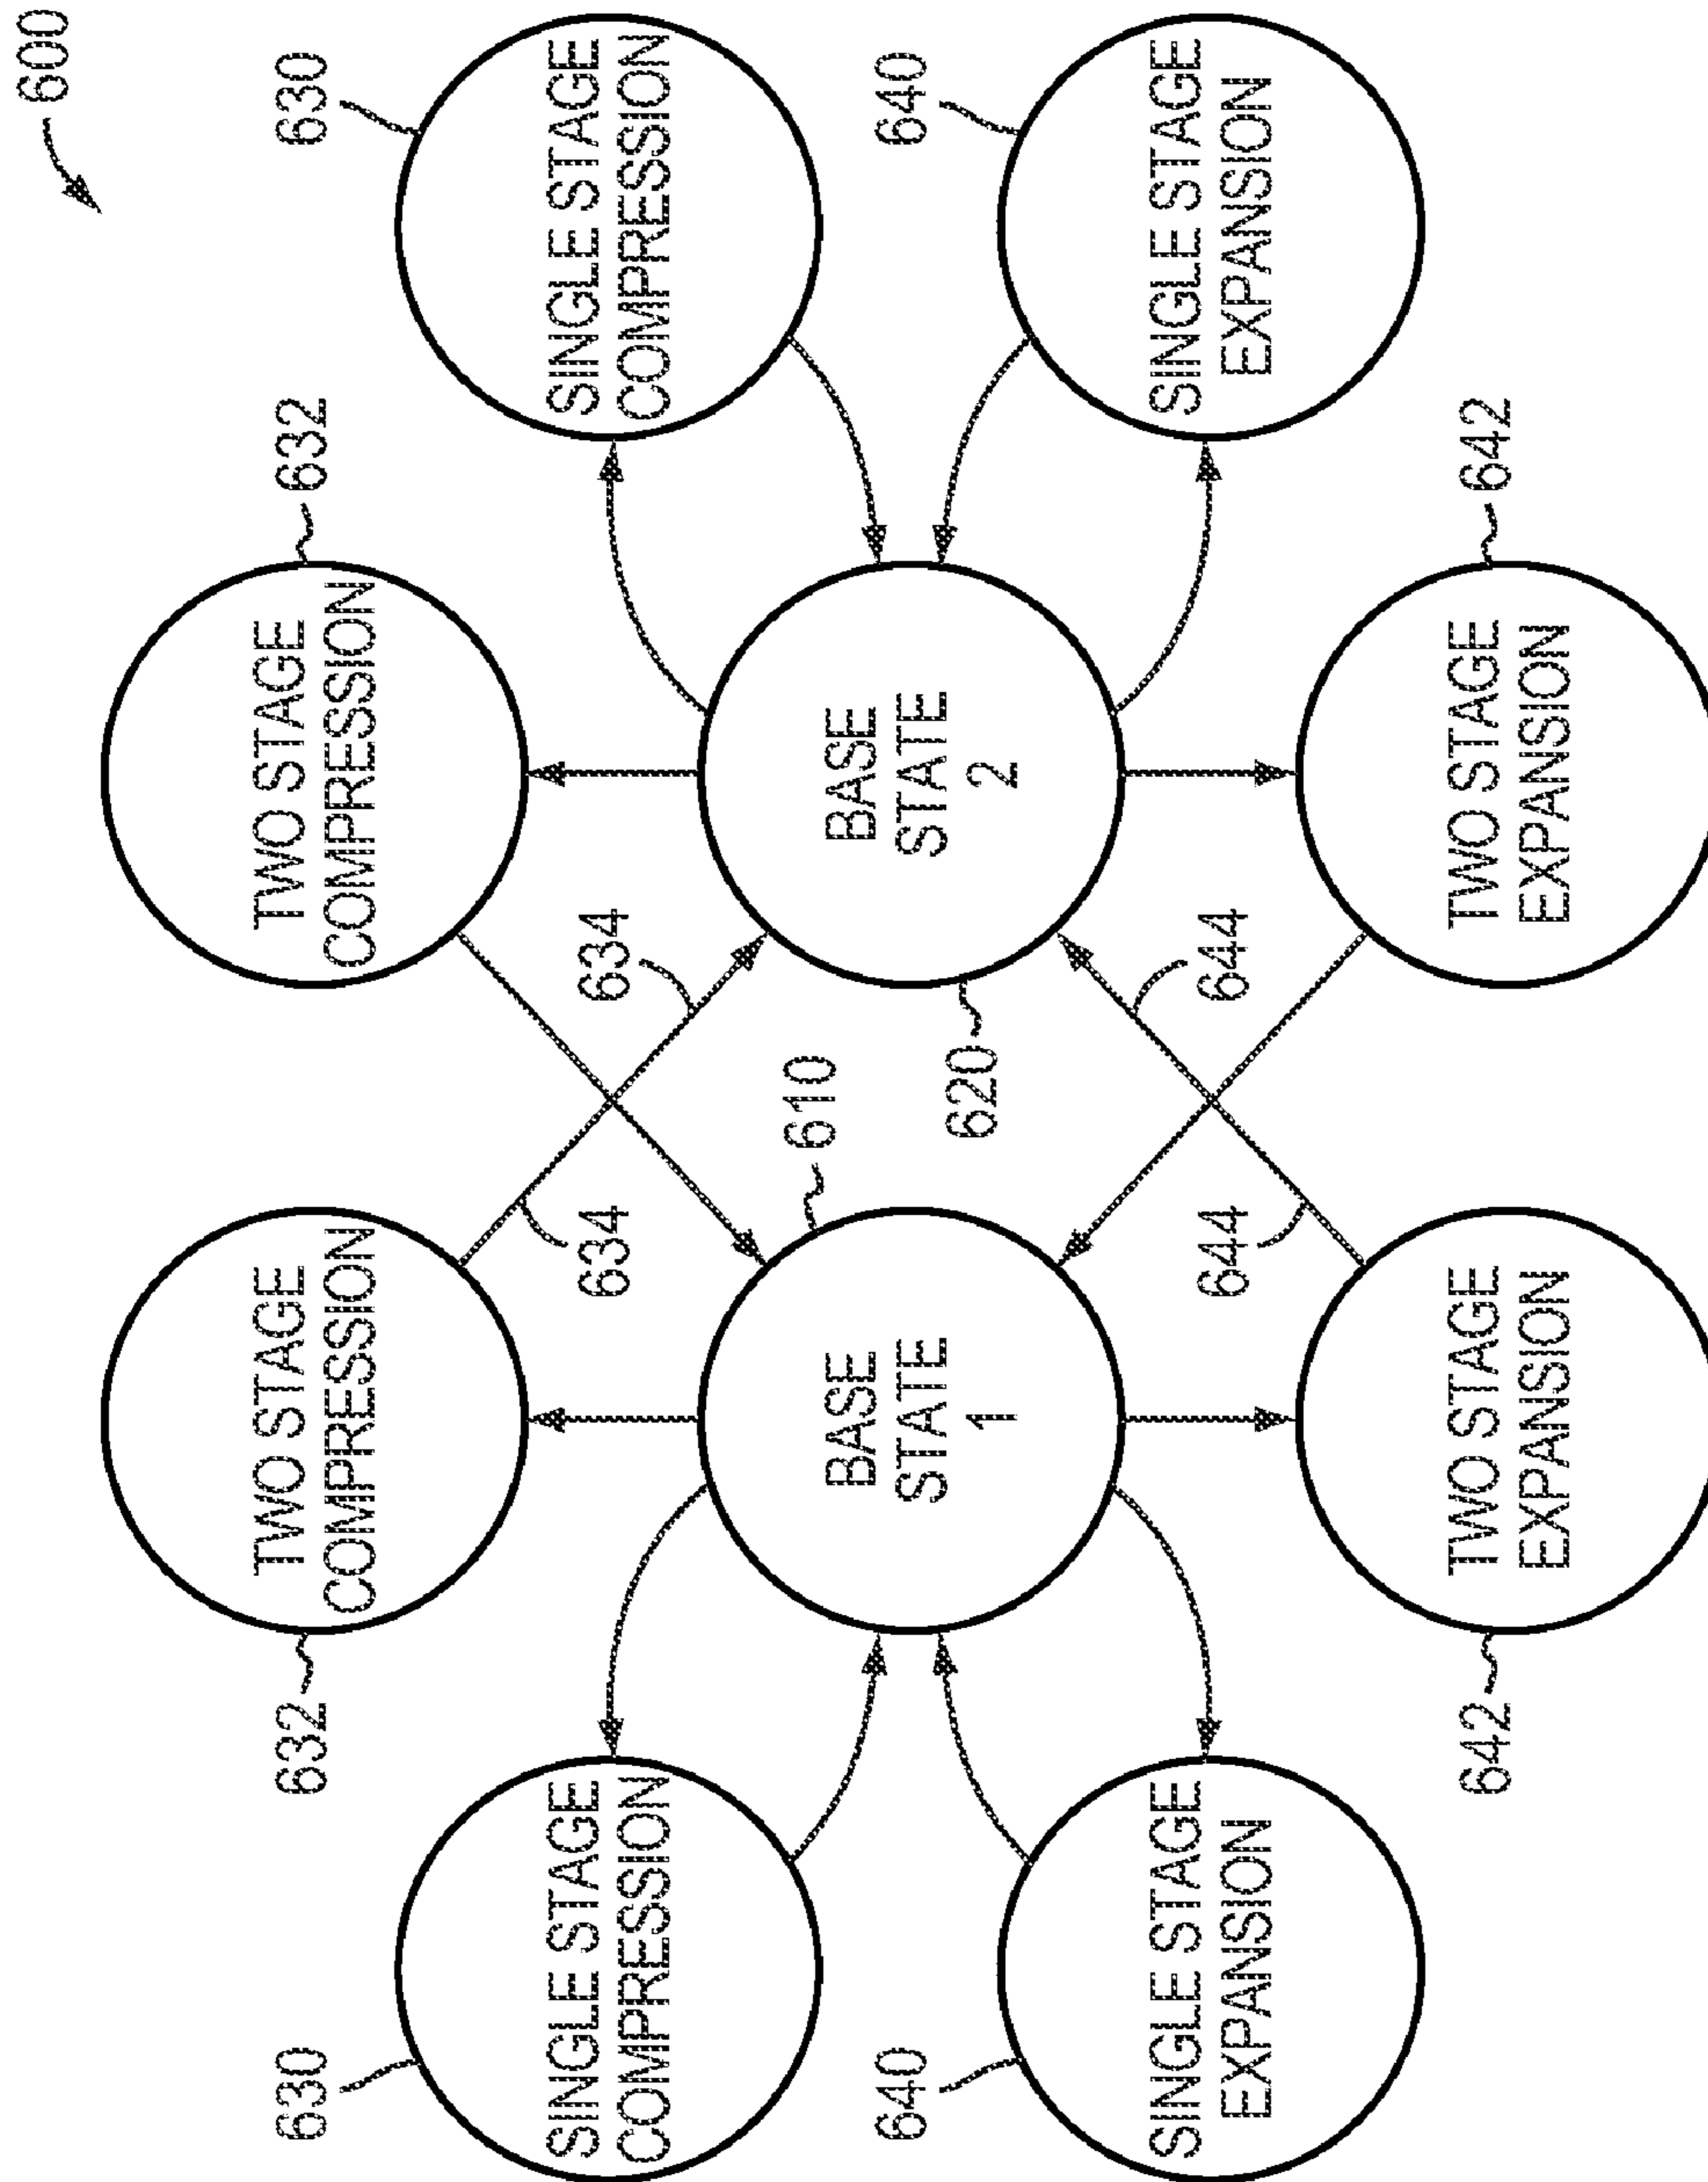 600
TWO STAGE
COMPRESSION
TWO STAGE
COMPRESSION
630
632
632
630
SINGLE STAGE
COMPRESSION
634
634
SINGLE STAGE
COMPRESSION
610
BASE
STATE
1
BASE
STATE
2
640
620
640
SINGLE STAGE
EXPANSION
644
644
SINGLE STAGE
EXPANSION
642
TWO STAGE
EXPANSION
TWO STAGE
EXPANSION
642